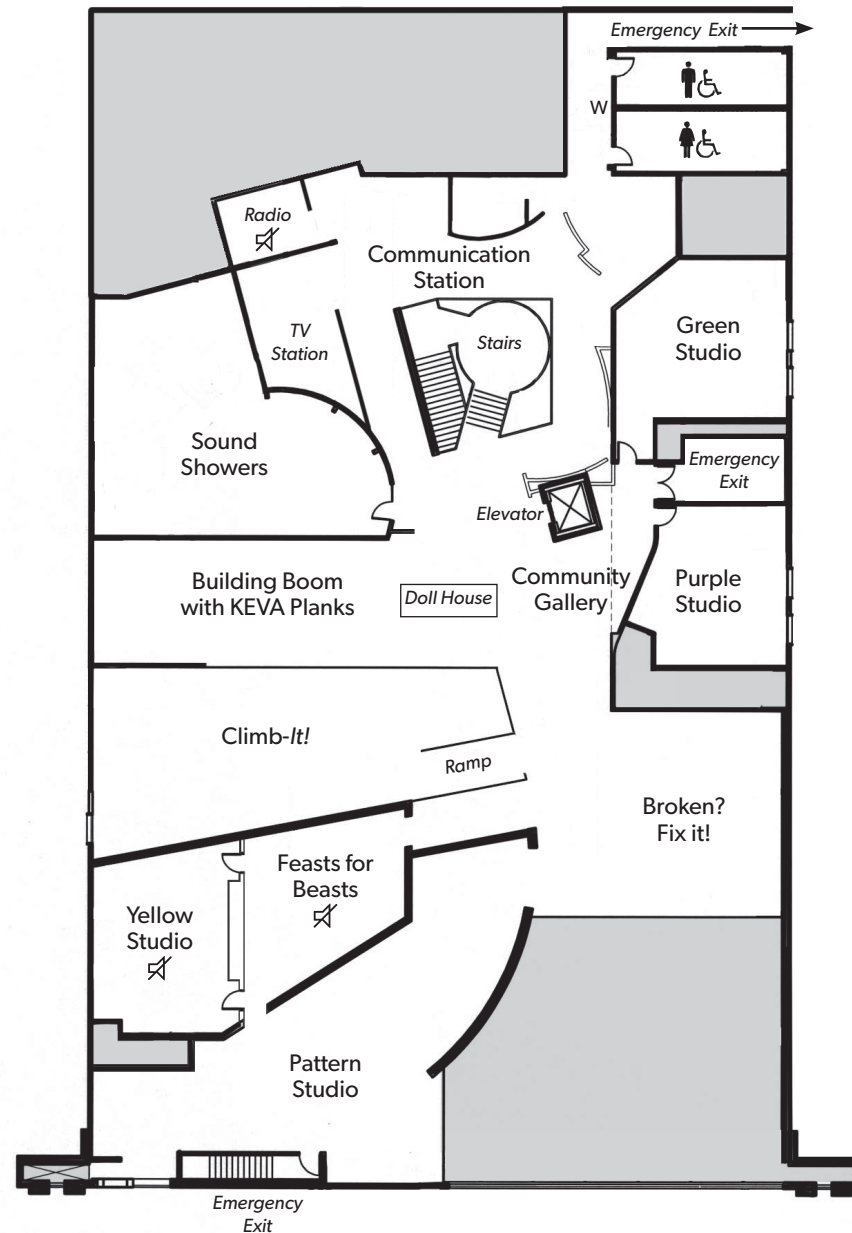 Emergency Exit
W
Radio
Communication
Station
TV
Station
Stairs
Green
Studio
Sound
Showers
Emergency
Exit
Elevator
Building Boom
with KEVA Planks
Doll House
Community
Gallery
Purple
Studio
Climb-It!
Ramp
Broken?
Fix it!
Feasts for
Beasts
Yellow
Studio
Pattern
Studio
Emergency
Exit